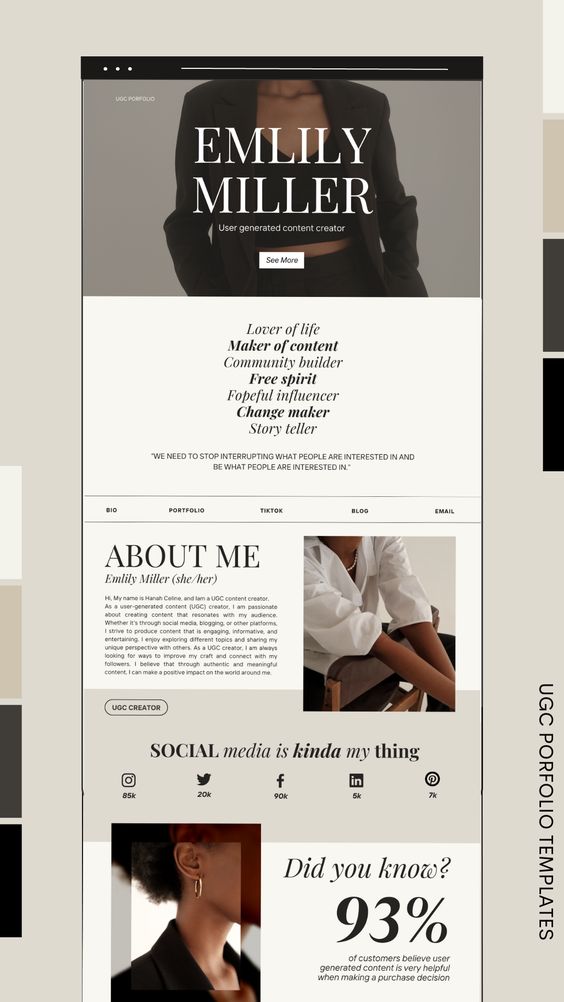 UGC PORFOLIO
EMLILY
MILLER
User generated content creator
See More
Lover of life
Maker of content
Community builder
Free spirit
Fopeful influencer
Change maker
Story teller
"WE NEED TO STOP INTERRUPTING WHAT PEOPLE ARE INTERESTED IN AND
BE WHAT PEOPLE ARE INTERESTED IN."
BIO PORTFOLIO TIKTOK BLOG EMAIL
ABOUT ME
Emlily Miller (she/her)
Hi, My name is Hanah Celine, and Iam a UGC content creator.
As a user-generated content (UGC) creator, I am passionate
about creating content that resonates with my audience.
Whether it's through social media, blogging, or other platforms,
I strive to produce content that is engaging, informative, and
entertaining. I enjoy exploring different topics and sharing my
unique perspective with others. As a UGC creator, I am always
looking for ways to improve my craft and connect with my
followers. I believe that through authentic and meaningful
content, I can make a positive impact on the world around me.
UGC CREATOR
SOCIAL media is kinda my thing
85k 20k 90k 5k 7k
Did you know?
93%
of customers believe user
generated content is very helpful
when making a purchase decision
UGC PORFOLIO TEMPLATES